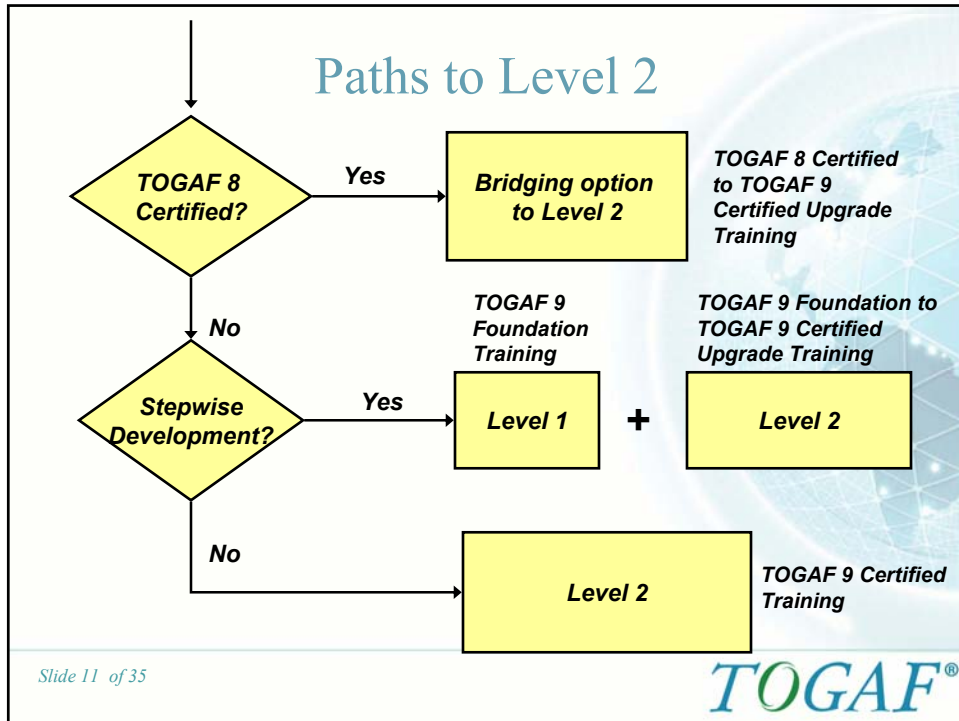 Paths to Level 2
TOGAF 8
Certified?
Yes
Bridging option
to Level 2
TOGAF 8 Certified
to TOGAF 9
Certified Upgrade
Training
No
TOGAF 9
Foundation
Training
TOGAF 9 Foundation to
TOGAF 9 Certified
Upgrade Training
Stepwise
Development?
Yes
Level 1
+
Level 2
No
Level 2
TOGAF 9 Certified
Training
Slide 11 of 35
TOGAF®